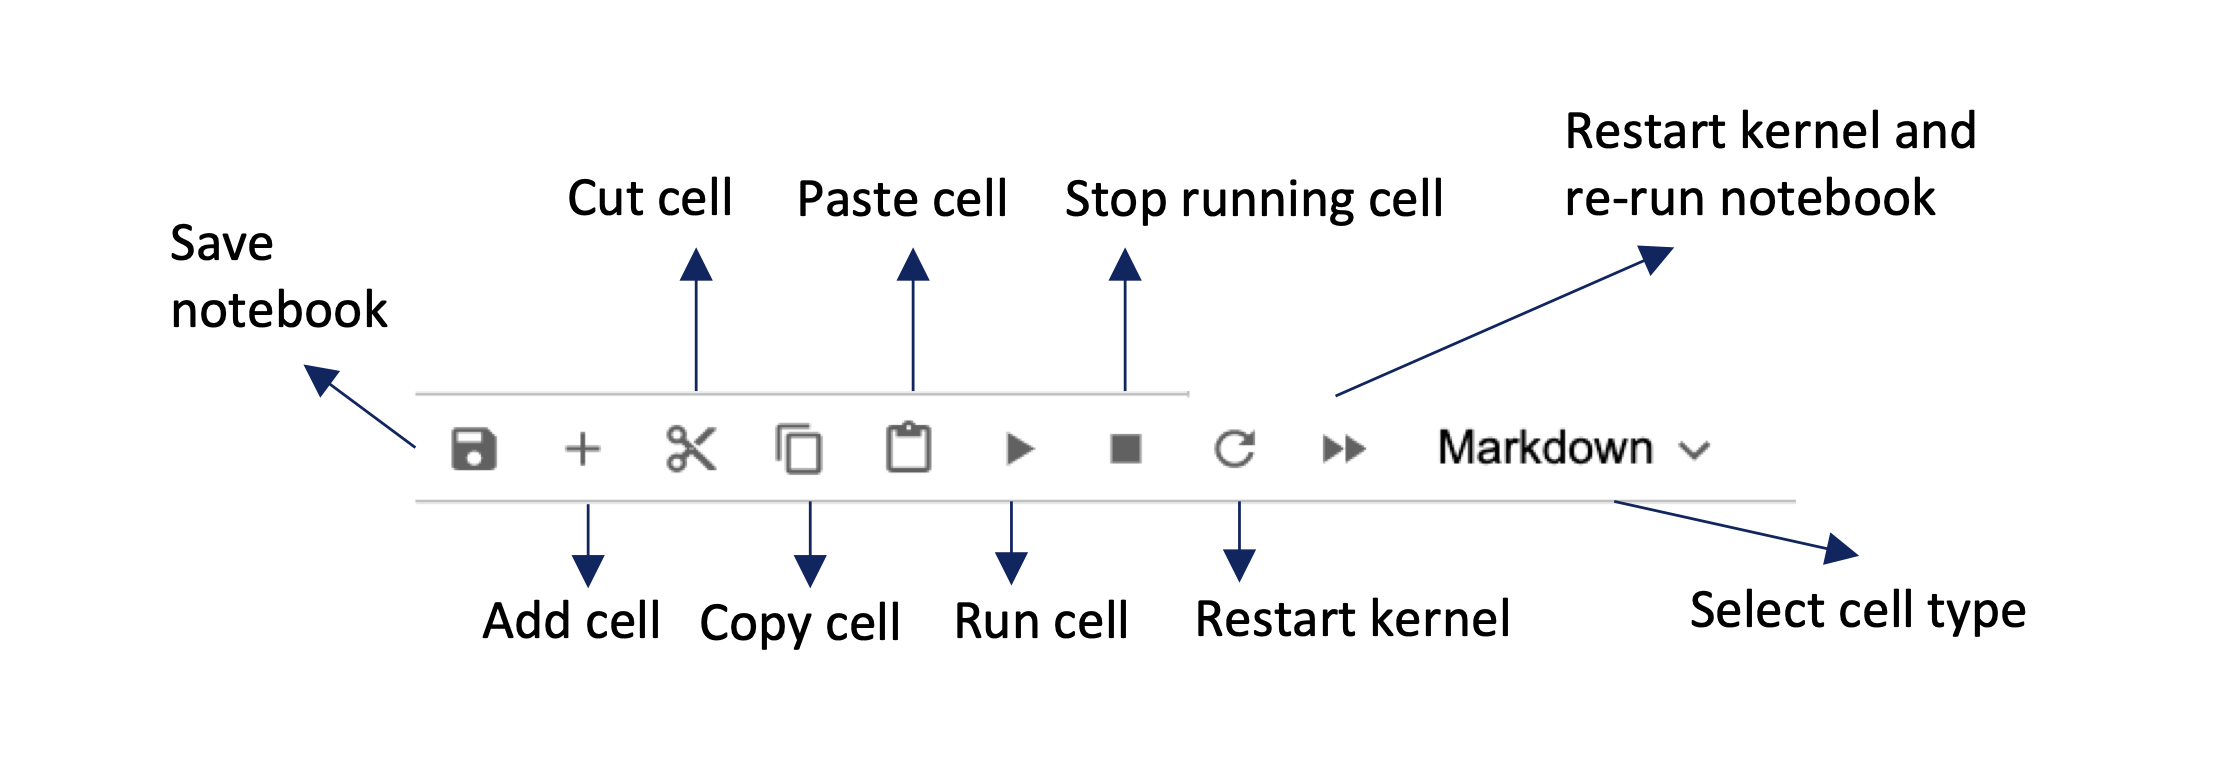 Restart kernel and
re-run notebook
Cut cell
Paste cell
Stop running cell
Save
notebook
Markdown
Add cell
Copy cell
Run cell
Restart kernel
Select cell type